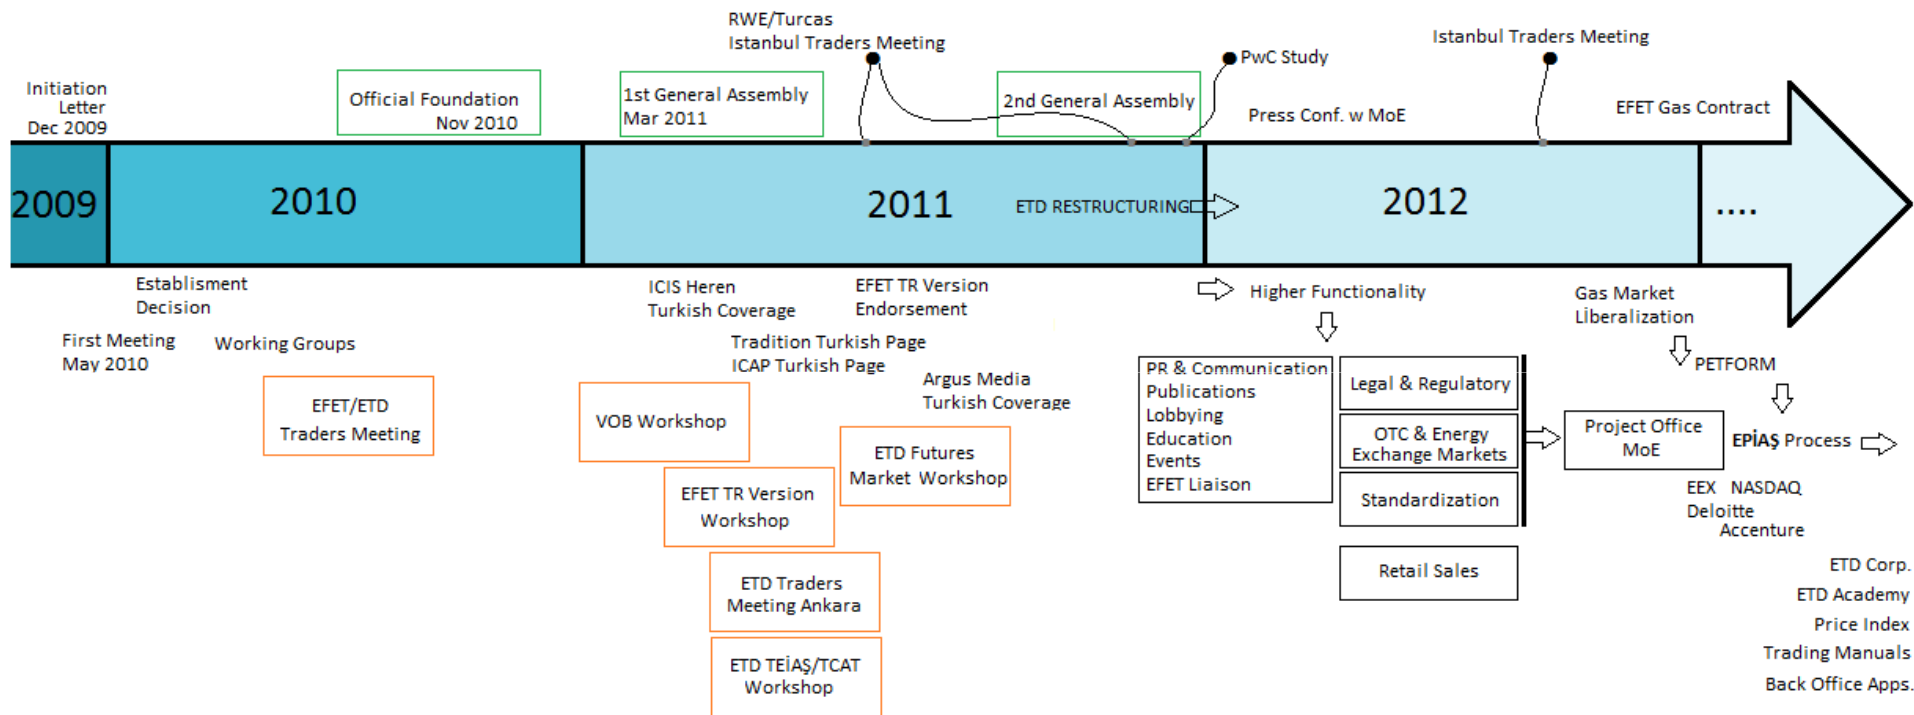 RWE/Turcas
Istanbul Traders Meeting
PwC Study
Istanbul Traders Meeting
Initiation
Letter
Dec 2009
Official Foundation
Nov 2010
1st General Assembly
Mar 2011
2nd General Assembly
Press Conf. w MoE
EFET Gas Contract
2009
2010
2011
ETD RESTRUCTURING
2012
....
Establisment
Decision
First Meeting
May 2010
Working Groups
EFET/ETD
Traders Meeting
ICIS Heren
Turkish Coverage
EFET TR Version
Endorsement
Tradition Turkish Page
ICAP Turkish Page
Argus Media
Turkish Coverage
VOB Workshop
EFET TR Version
Workshop
ETD Futures
Market Workshop
ETD Traders
Meeting Ankara
ETD TEİAŞ/TCAT
Workshop
Higher Functionality
PR & Communication
Publications
Lobbying
Education
Events
EFET Liaison
Legal & Regulatory
OTC & Energy
Exchange Markets
Standardization
Retail Sales
Gas Market
Lİberalization
PETFORM
Project Office
MoE
EPİAŞ Process
EEX NASDAQ
Deloitte
Accenture
ETD Corp.
ETD Academy
Price Index
Trading Manuals
Back Office Apps.